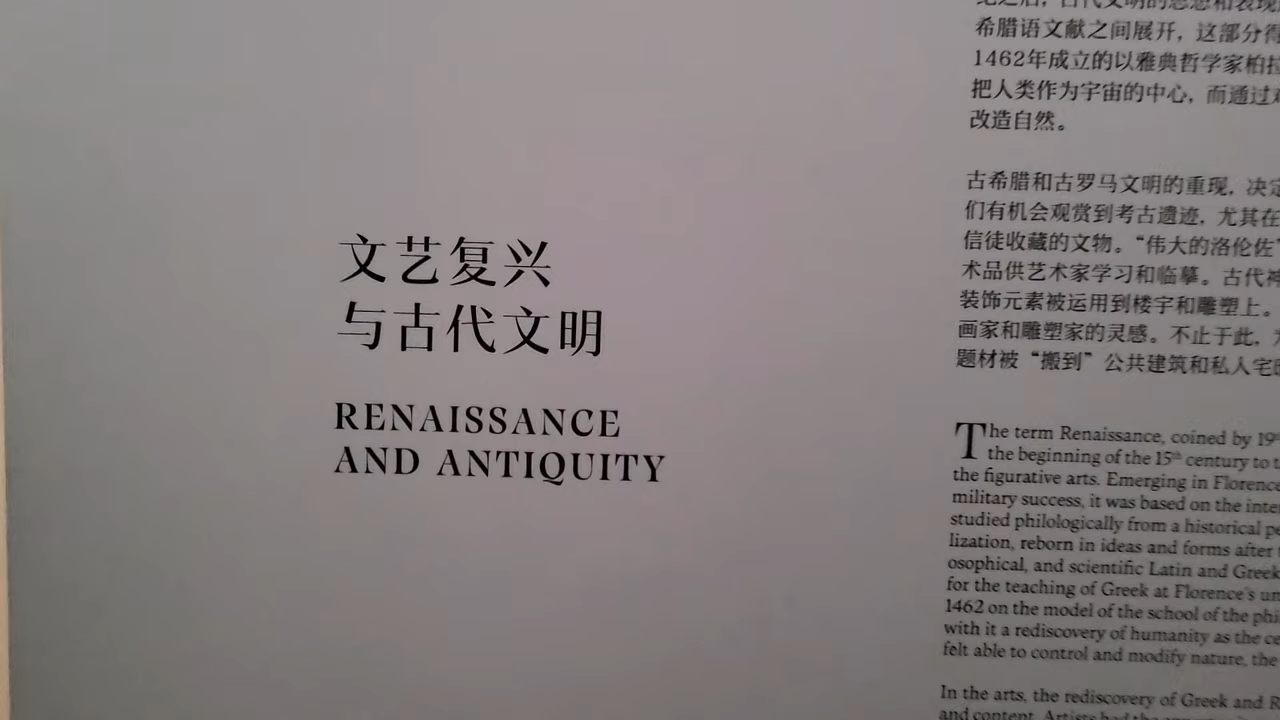 文艺复兴
与古代文明
RENAISSANCE
AND ANTIQUITY
希腊语文献之间展开，这部分得
1462年成立的以雅典哲学家柏拉
把人类作为宇宙的中心，而通过对
改造自然。
古希腊和古罗马文明的重现，决定
们有机会观赏到考古遗迹，尤其在
信徒收藏的文物。“伟大的洛伦佐”
术品供艺术家学习和临摹。古代神
装饰元素被运用到楼宇和雕塑上。
画家和雕塑家的灵感。不止于此，
题材被“搬到”公共建筑和私人宅
The term Renaissance, coined by 19
the beginning of the 15th century to
the figurative arts. Emerging in Florence
military success, it was based on the
studied philologically from a historical
lization, reborn in ideas and forms after
osophical, and scientific Latin and Greek
for the teaching of Greek at Florence's
1462 on the model of the school of the
with it a rediscovery of humanity as the
felt able to control and modify nature, the
In the arts, the rediscovery of Greek and
and content. Artists had the